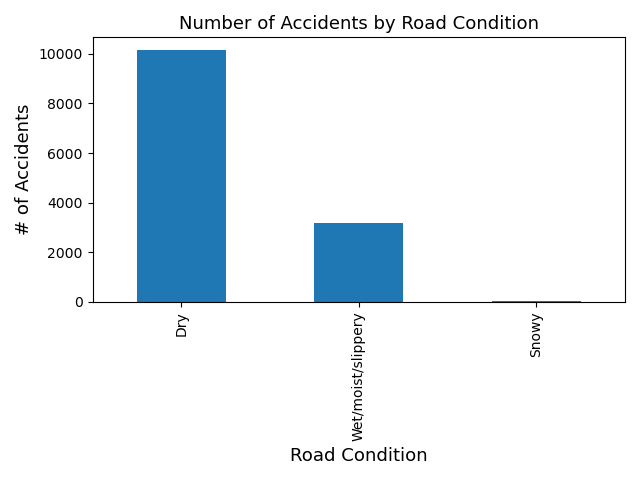 Number of Accidents by Road Condition
# of Accidents
10000
8000
6000
4000
2000
0
Dry
Wet/moist/slippery
Snowy
Road Condition